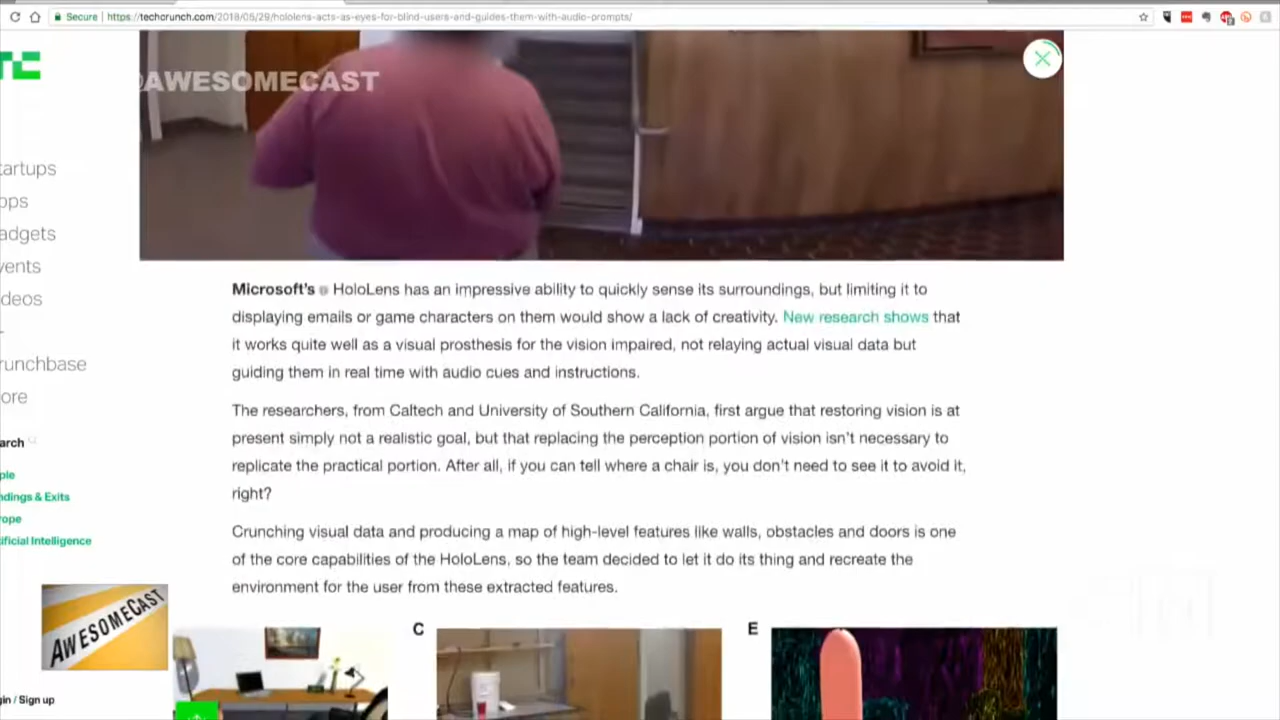 Secure
https://techcrunch.com/2018/05/29/hololens-acts-as-eyes-for-blind-users-and-guides-them-with-audio-prompts/
@AWESOMECAST
tartups
pps
adgets
vents
deos
runchbase
ore
arch
ple
ndings & Exits
rope
ificial Intelligence
gin / Sign up
Microsoft's HoloLens has an impressive ability to quickly sense its surroundings, but limiting it to
displaying emails or game characters on them would show a lack of creativity. New research shows that
it works quite well as a visual prosthesis for the vision impaired, not relaying actual visual data but
guiding them in real time with audio cues and instructions.
The researchers, from Caltech and University of Southern California, first argue that restoring vision is at
present simply not a realistic goal, but that replacing the perception portion of vision isn't necessary to
replicate the practical portion. After all, if you can tell where a chair is, you don't need to see it to avoid it,
right?
Crunching visual data and producing a map of high-level features like walls, obstacles and doors is one
of the core capabilities of the HoloLens, so the team decided to let it do its thing and recreate the
environment for the user from these extracted features.
AWESOMECAST
C
E